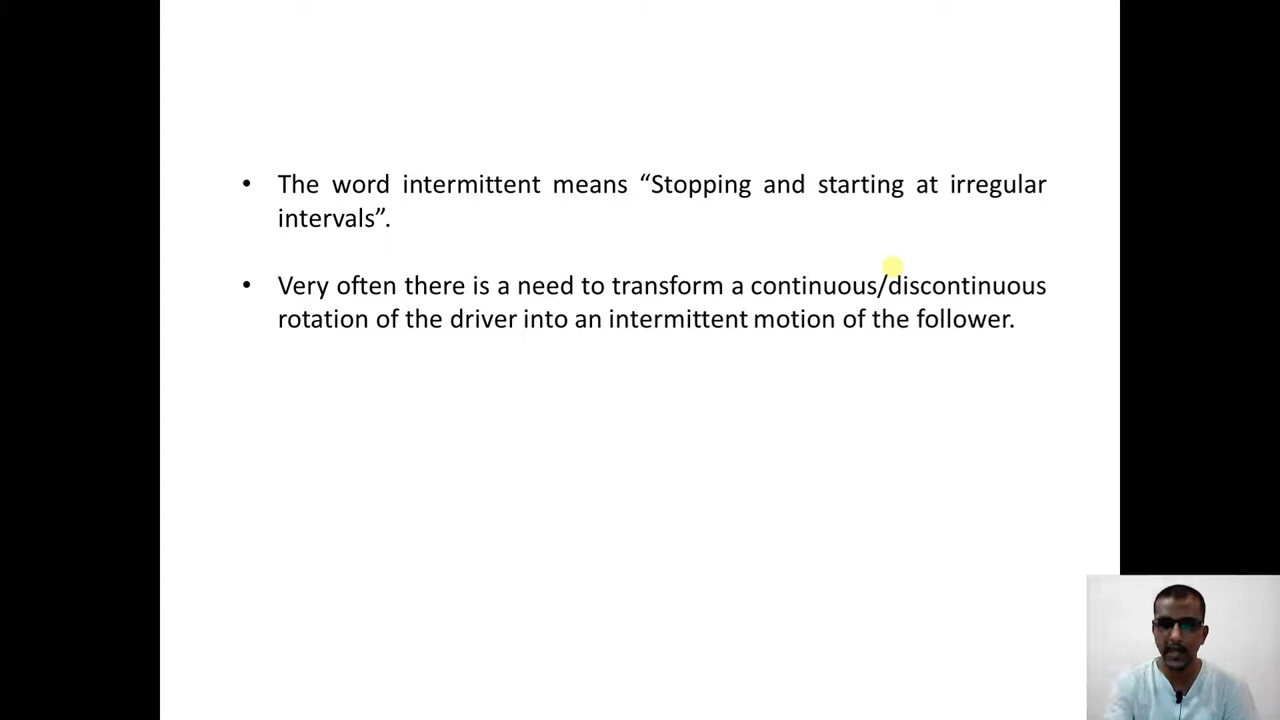 • The word intermittent means “Stopping and starting at irregular
intervals”.
• Very often there is a need to transform a continuous/discontinuous
rotation of the driver into an intermittent motion of the follower.